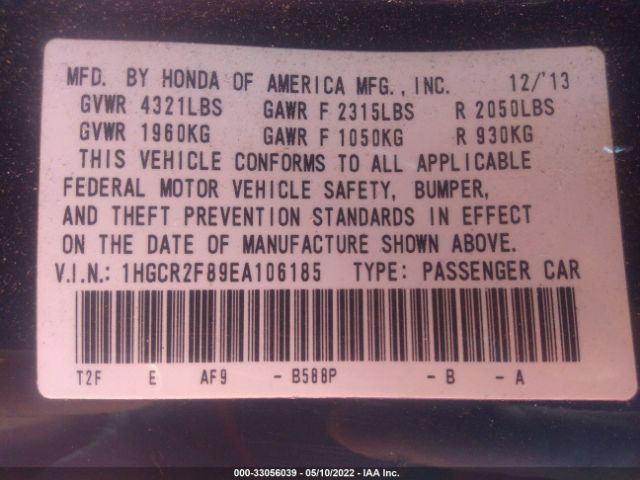 MFD. BY HONDA OF AMERICA MFG., INC. 12/'13
GVWR 4321LBS GAWR F 2315LBS R 2050LBS
GVWR 1960KG GAWR F 1050KG R 930KG
THIS VEHICLE CONFORMS TO ALL APPLICABLE
FEDERAL MOTOR VEHICLE SAFETY, BUMPER,
AND THEFT PREVENTION STANDARDS IN EFFECT
ON THE DATE OF MANUFACTURE SHOWN ABOVE.
V.I.N.: 1HGCR2F89EA106185 TYPE: PASSENGER CAR
T2F E AF9 - B588P - B - A
000-33056039 - 05/10/2022 - IAA Inc.